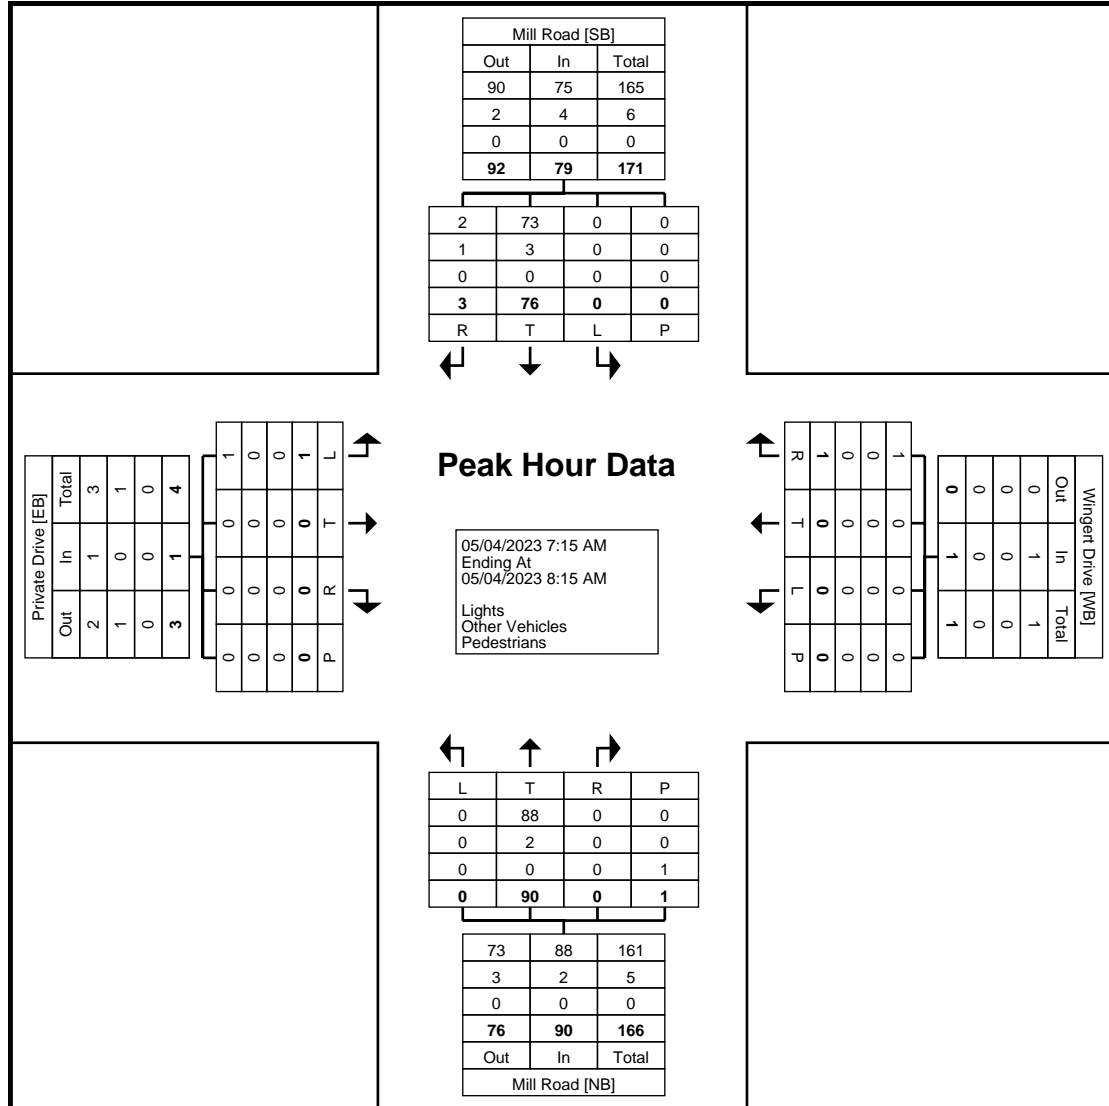 Mill Road [SB]
Out In Total
90 75 165
2 4 6
0 0 0
92 79 171
2 73 0 0
1 3 0 0
0 0 0 0
3 76 0 0
R T L P
Private Drive [EB]
Total 3 1 0 4
In 1 0 0 1
Out 2 1 0 3
1 0 0 1 L
0 0 0 0 T
0 0 0 0 R
0 0 0 0 P
Peak Hour Data
05/04/2023 7:15 AM
Ending At
05/04/2023 8:15 AM
Lights
Other Vehicles
Pedestrians
R 1 0 0 1
T 0 0 0 0
L 0 0 0 0
P 0 0 0 0
0 0 0 0 Out
1 0 0 1 In
1 0 0 1 Total
Wingert Drive [WB]
L T R P
0 88 0 0
0 2 0 0
0 0 0 1
0 90 0 1
73 88 161
3 2 5
0 0 0
76 90 166
Out In Total
Mill Road [NB]